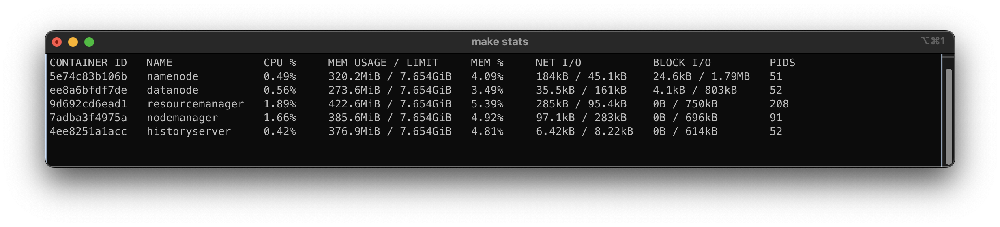 make stats
⌥⌘1
CONTAINER ID   NAME              CPU %     MEM USAGE / LIMIT     MEM %     NET I/O           BLOCK I/O         PIDS
5e74c83b106b   namenode          0.49%     320.2MiB / 7.654GiB   4.09%     184kB / 45.1kB    24.6kB / 1.79MB   51
ee8a6bfdf7de   datanode          0.56%     273.6MiB / 7.654GiB   3.49%     35.5kB / 161kB    4.1kB / 803kB     52
9d692cd6ead1   resourcemanager   1.89%     422.6MiB / 7.654GiB   5.39%     285kB / 95.4kB    0B / 750kB        208
7adba3f4975a   nodemanager       1.66%     385.6MiB / 7.654GiB   4.92%     97.1kB / 283kB    0B / 696kB        91
4ee8251a1acc   historyserver     0.42%     376.9MiB / 7.654GiB   4.81%     6.42kB / 8.22kB   0B / 614kB        52